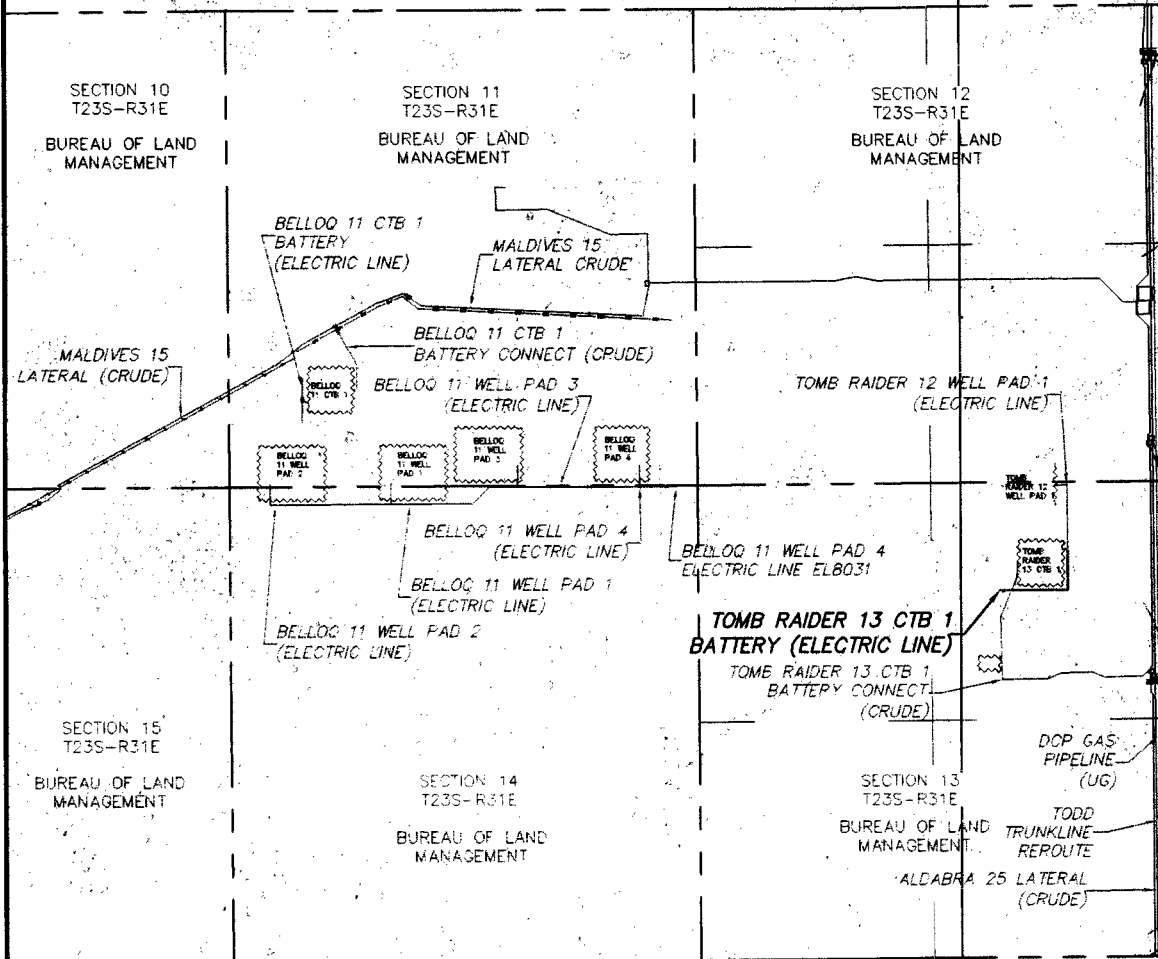 SECTION 10
T23S-R31E
BUREAU OF LAND
MANAGEMENT
SECTION 11
T23S-R31E
BUREAU OF LAND
MANAGEMENT
SECTION 12
T23S-R31E
BUREAU OF LAND
MANAGEMENT
BELLOQ 11 CTB 1
BATTERY
(ELECTRIC LINE)
MALDIVES 15
LATERAL CRUDE
MALDIVES 15
LATERAL (CRUDE)
BELLOQ 11 CTB 1
BATTERY CONNECT (CRUDE)
BELLOQ
11 CTB 1
BELLOQ 11 WELL PAD 3
(ELECTRIC LINE)
TOMB RAIDER 12 WELL PAD 1
(ELECTRIC LINE)
BELLOQ
11 WELL
PAD 2
BELLOQ
11 WELL
PAD 1
BELLOQ
11 WELL
PAD 3
BELLOQ
11 WELL
PAD 4
TOMB
RAIDER 12
WELL PAD 1
BELLOQ 11 WELL PAD 4
(ELECTRIC LINE)
BELLOQ 11 WELL PAD 4
ELECTRIC LINE EL8031
TOMB
RAIDER
13 CTB 1
BELLOQ 11 WELL PAD 1
(ELECTRIC LINE)
BELLOQ 11 WELL PAD 2
(ELECTRIC LINE)
TOMB RAIDER 13 CTB 1
BATTERY (ELECTRIC LINE)
TOMB RAIDER 13 CTB 1
BATTERY CONNECT
(CRUDE)
SECTION 15
T23S-R31E
BUREAU OF LAND
MANAGEMENT
SECTION 14
T23S-R31E
BUREAU OF LAND
MANAGEMENT
SECTION 13
T23S-R31E
BUREAU OF LAND
MANAGEMENT
DCP GAS
PIPELINE
(UG)
TODD
TRUNKLINE
REROUTE
ALDABRA 25 LATERAL
(CRUDE)